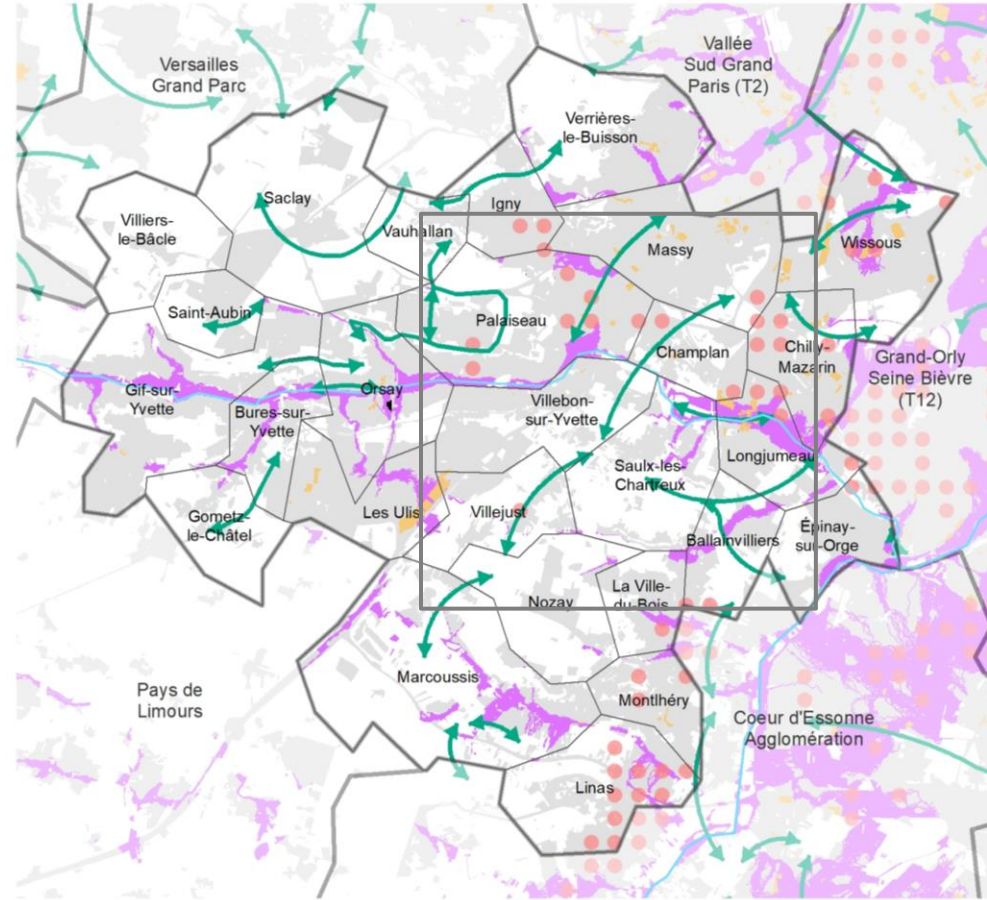 Versailles
Grand Parc
Vallée
Sud Grand
Paris (T2)
Verrières-
le-Buisson
Saclay
Igny
Villiers-
le-Bâcle
Vauhallan
Massy
Wissous
Saint-Aubin
Palaiseau
Champlan
Chilly-
Mazarin
Grand-Orly
Seine Bièvre
(T12)
Gif-sur-
Yvette
Orsay
Bures-sur-
Yvette
Villebon-
sur-Yvette
Longjumeau
Saulx-les-
Chartreux
Gometz-
le-Châtel
Les Ulis
Villejust
Ballainvilliers
Épinay-
sur-Orge
La Ville-
du-Bois
Nozay
Marcoussis
Pays de
Limours
Montlhéry
Coeur d'Essonne
Agglomération
Linas